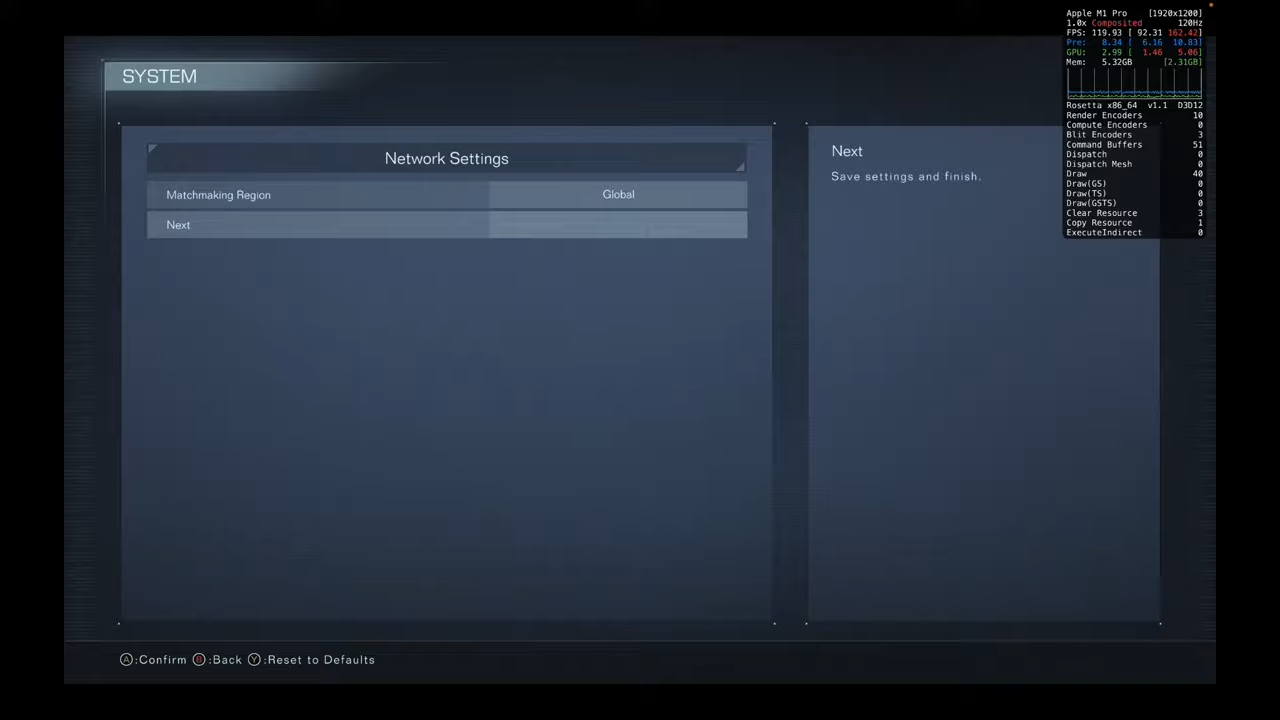 SYSTEM
Network Settings
Matchmaking Region Global
Next
Next
Save settings and finish.
Apple M1 Pro [1920x1200]
1.0x Composited 120Hz
FPS: 119.93 [ 92.31 162.42]
Pre: 8.34 [ 6.16 10.83]
GPU: 2.99 [ 1.46 5.06]
Mem: 5.32GB [2.31GB]
Rosetta x86_64 v1.1 D3D12
Render Encoders 10
Compute Encoders 0
Blit Encoders 3
Command Buffers 51
Dispatch 0
Dispatch Mesh 0
Draw 40
Draw(GS) 0
Draw(TS) 0
Draw(GSTS) 0
Clear Resource 3
Copy Resource 1
ExecuteIndirect 0
A:Confirm B:Back Y:Reset to Defaults